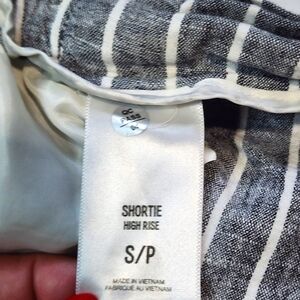 SHORTIE
HIGH RISE
S/P
MADE IN VIETNAM
FABRIQUÉ AU VIETNAM